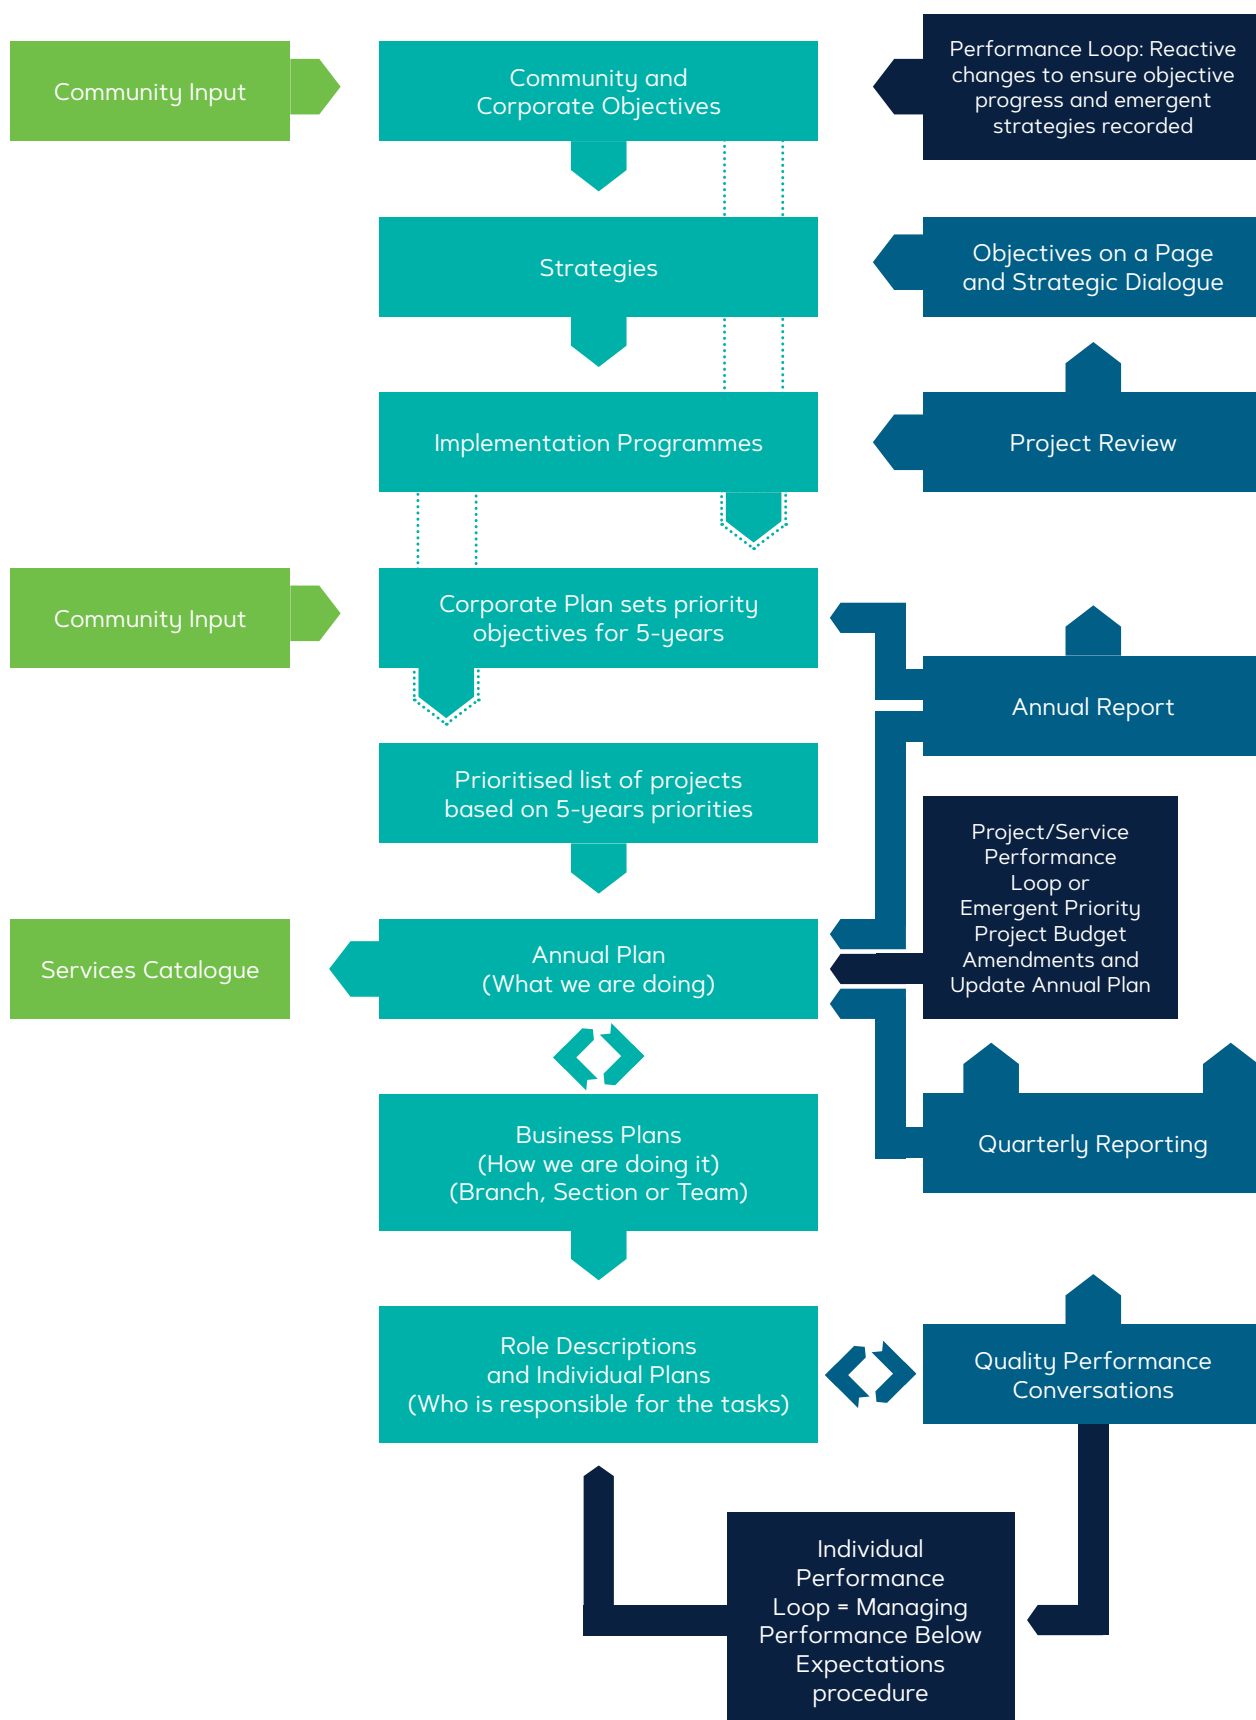 Community Input
Community and
Corporate Objectives
Performance Loop: Reactive
changes to ensure objective
progress and emergent
strategies recorded
Strategies
Objectives on a Page
and Strategic Dialogue
Implementation Programmes
Project Review
Community Input
Corporate Plan sets priority
objectives for 5-years
Annual Report
Prioritised list of projects
based on 5-years priorities
Project/Service
Performance
Loop or
Emergent Priority
Project Budget
Amendments and
Update Annual Plan
Services Catalogue
Annual Plan
(What we are doing)
Business Plans
(How we are doing it)
(Branch, Section or Team)
Quarterly Reporting
Role Descriptions
and Individual Plans
(Who is responsible for the tasks)
Quality Performance
Conversations
Individual
Performance
Loop = Managing
Performance Below
Expectations
procedure